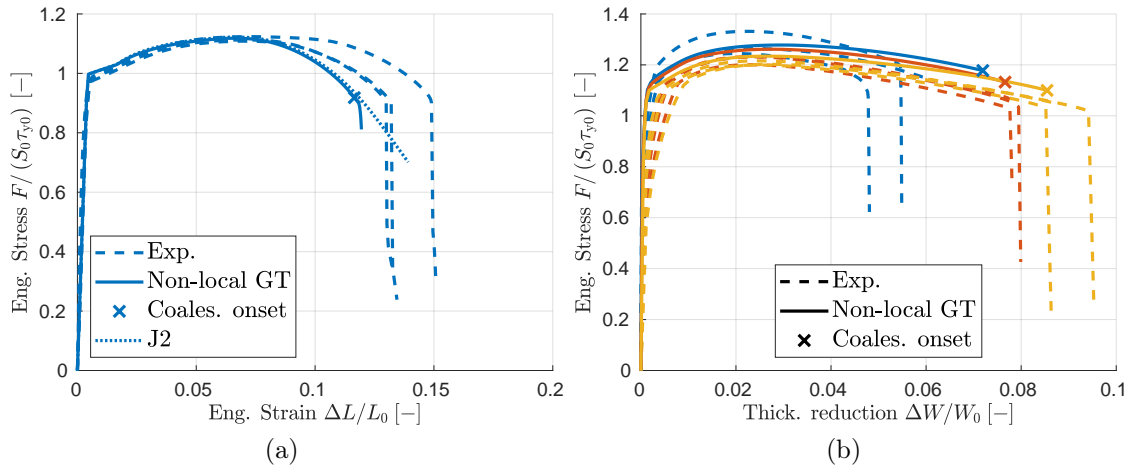 1.2
1
0.8
0.6
0.4
0.2
0
Eng. Stress F/(S₀τ_y0) [−]
Exp.
Non-local GT
Coales. onset
J2
0 0.05 0.1 0.15 0.2
Eng. Strain ΔL/L₀ [−]
(a)
1.4
1.2
1
0.8
0.6
0.4
0.2
0
Eng. Stress F/(S₀τ_y0) [−]
Exp.
Non-local GT
Coales. onset
0 0.02 0.04 0.06 0.08 0.1
Thick. reduction ΔW/W₀ [−]
(b)